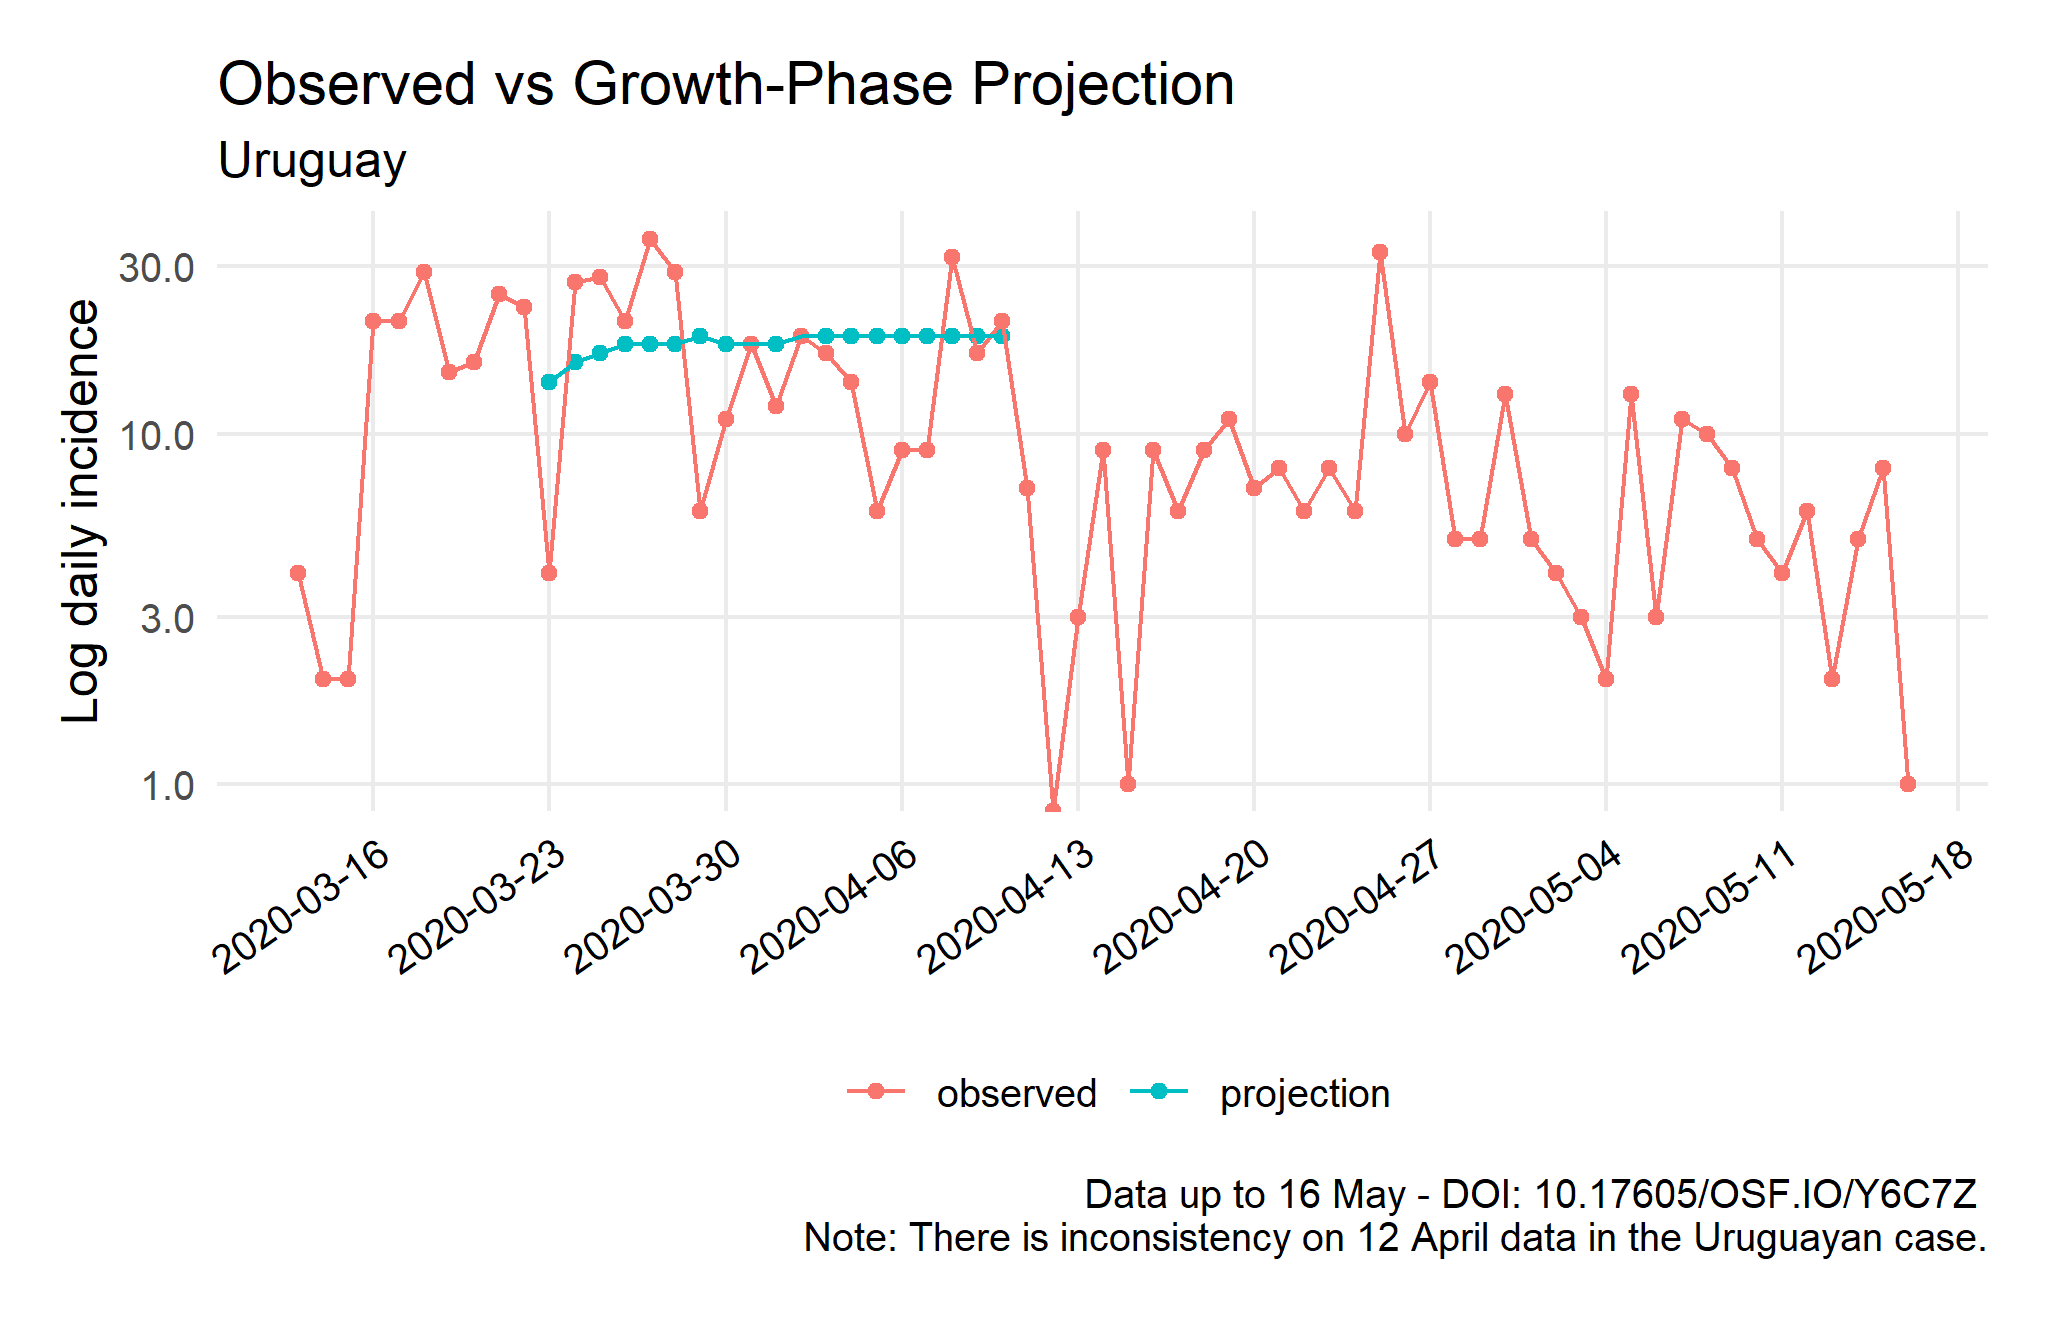 Observed vs Growth-Phase Projection
Uruguay
Log daily incidence
30.0
10.0
3.0
1.0
2020-03-16
2020-03-23
2020-03-30
2020-04-06
2020-04-13
2020-04-20
2020-04-27
2020-05-04
2020-05-11
2020-05-18
observed
projection
Data up to 16 May - DOI: 10.17605/OSF.IO/Y6C7Z
Note: There is inconsistency on 12 April data in the Uruguayan case.